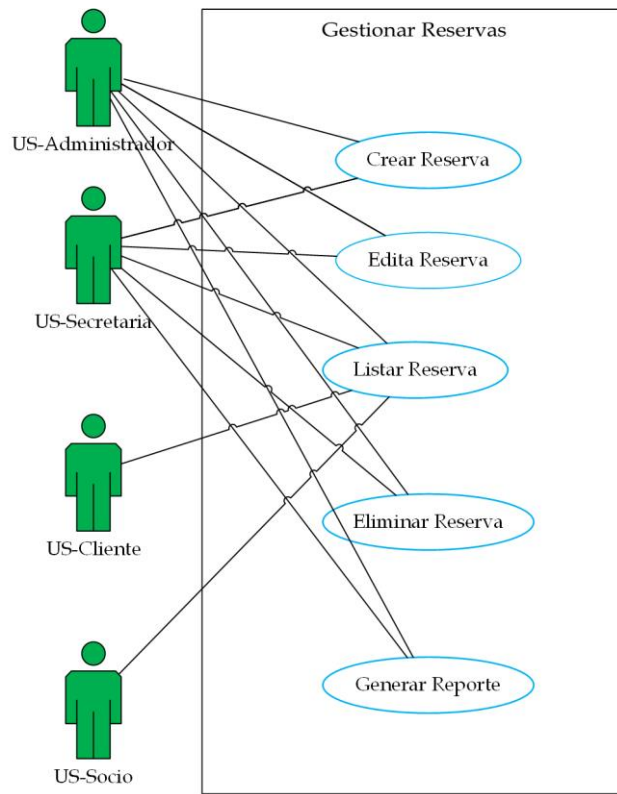 Gestionar Reservas
US-Administrador
Crear Reserva
Edita Reserva
US-Secretaria
Listar Reserva
Eliminar Reserva
US-Cliente
Generar Reporte
US-Socio